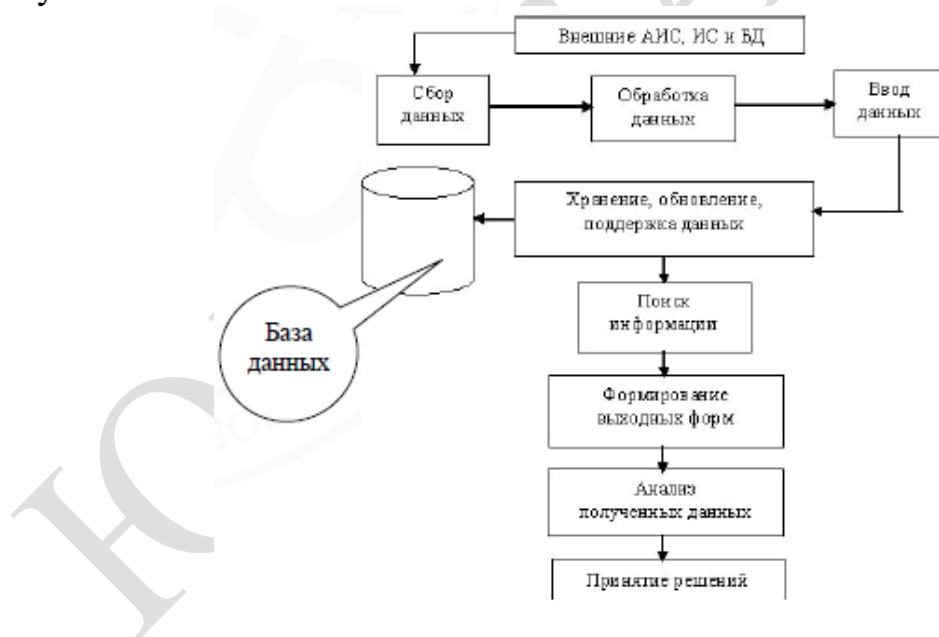 Внешние АИС, ИС и БД
Сбор
данных
Обработка
данных
Ввод
данных
Хранение, обновление,
поддержка данных
База
данных
Поиск
информации
Формирование
выходных форм
Анализ
полученных данных
Принятие решений